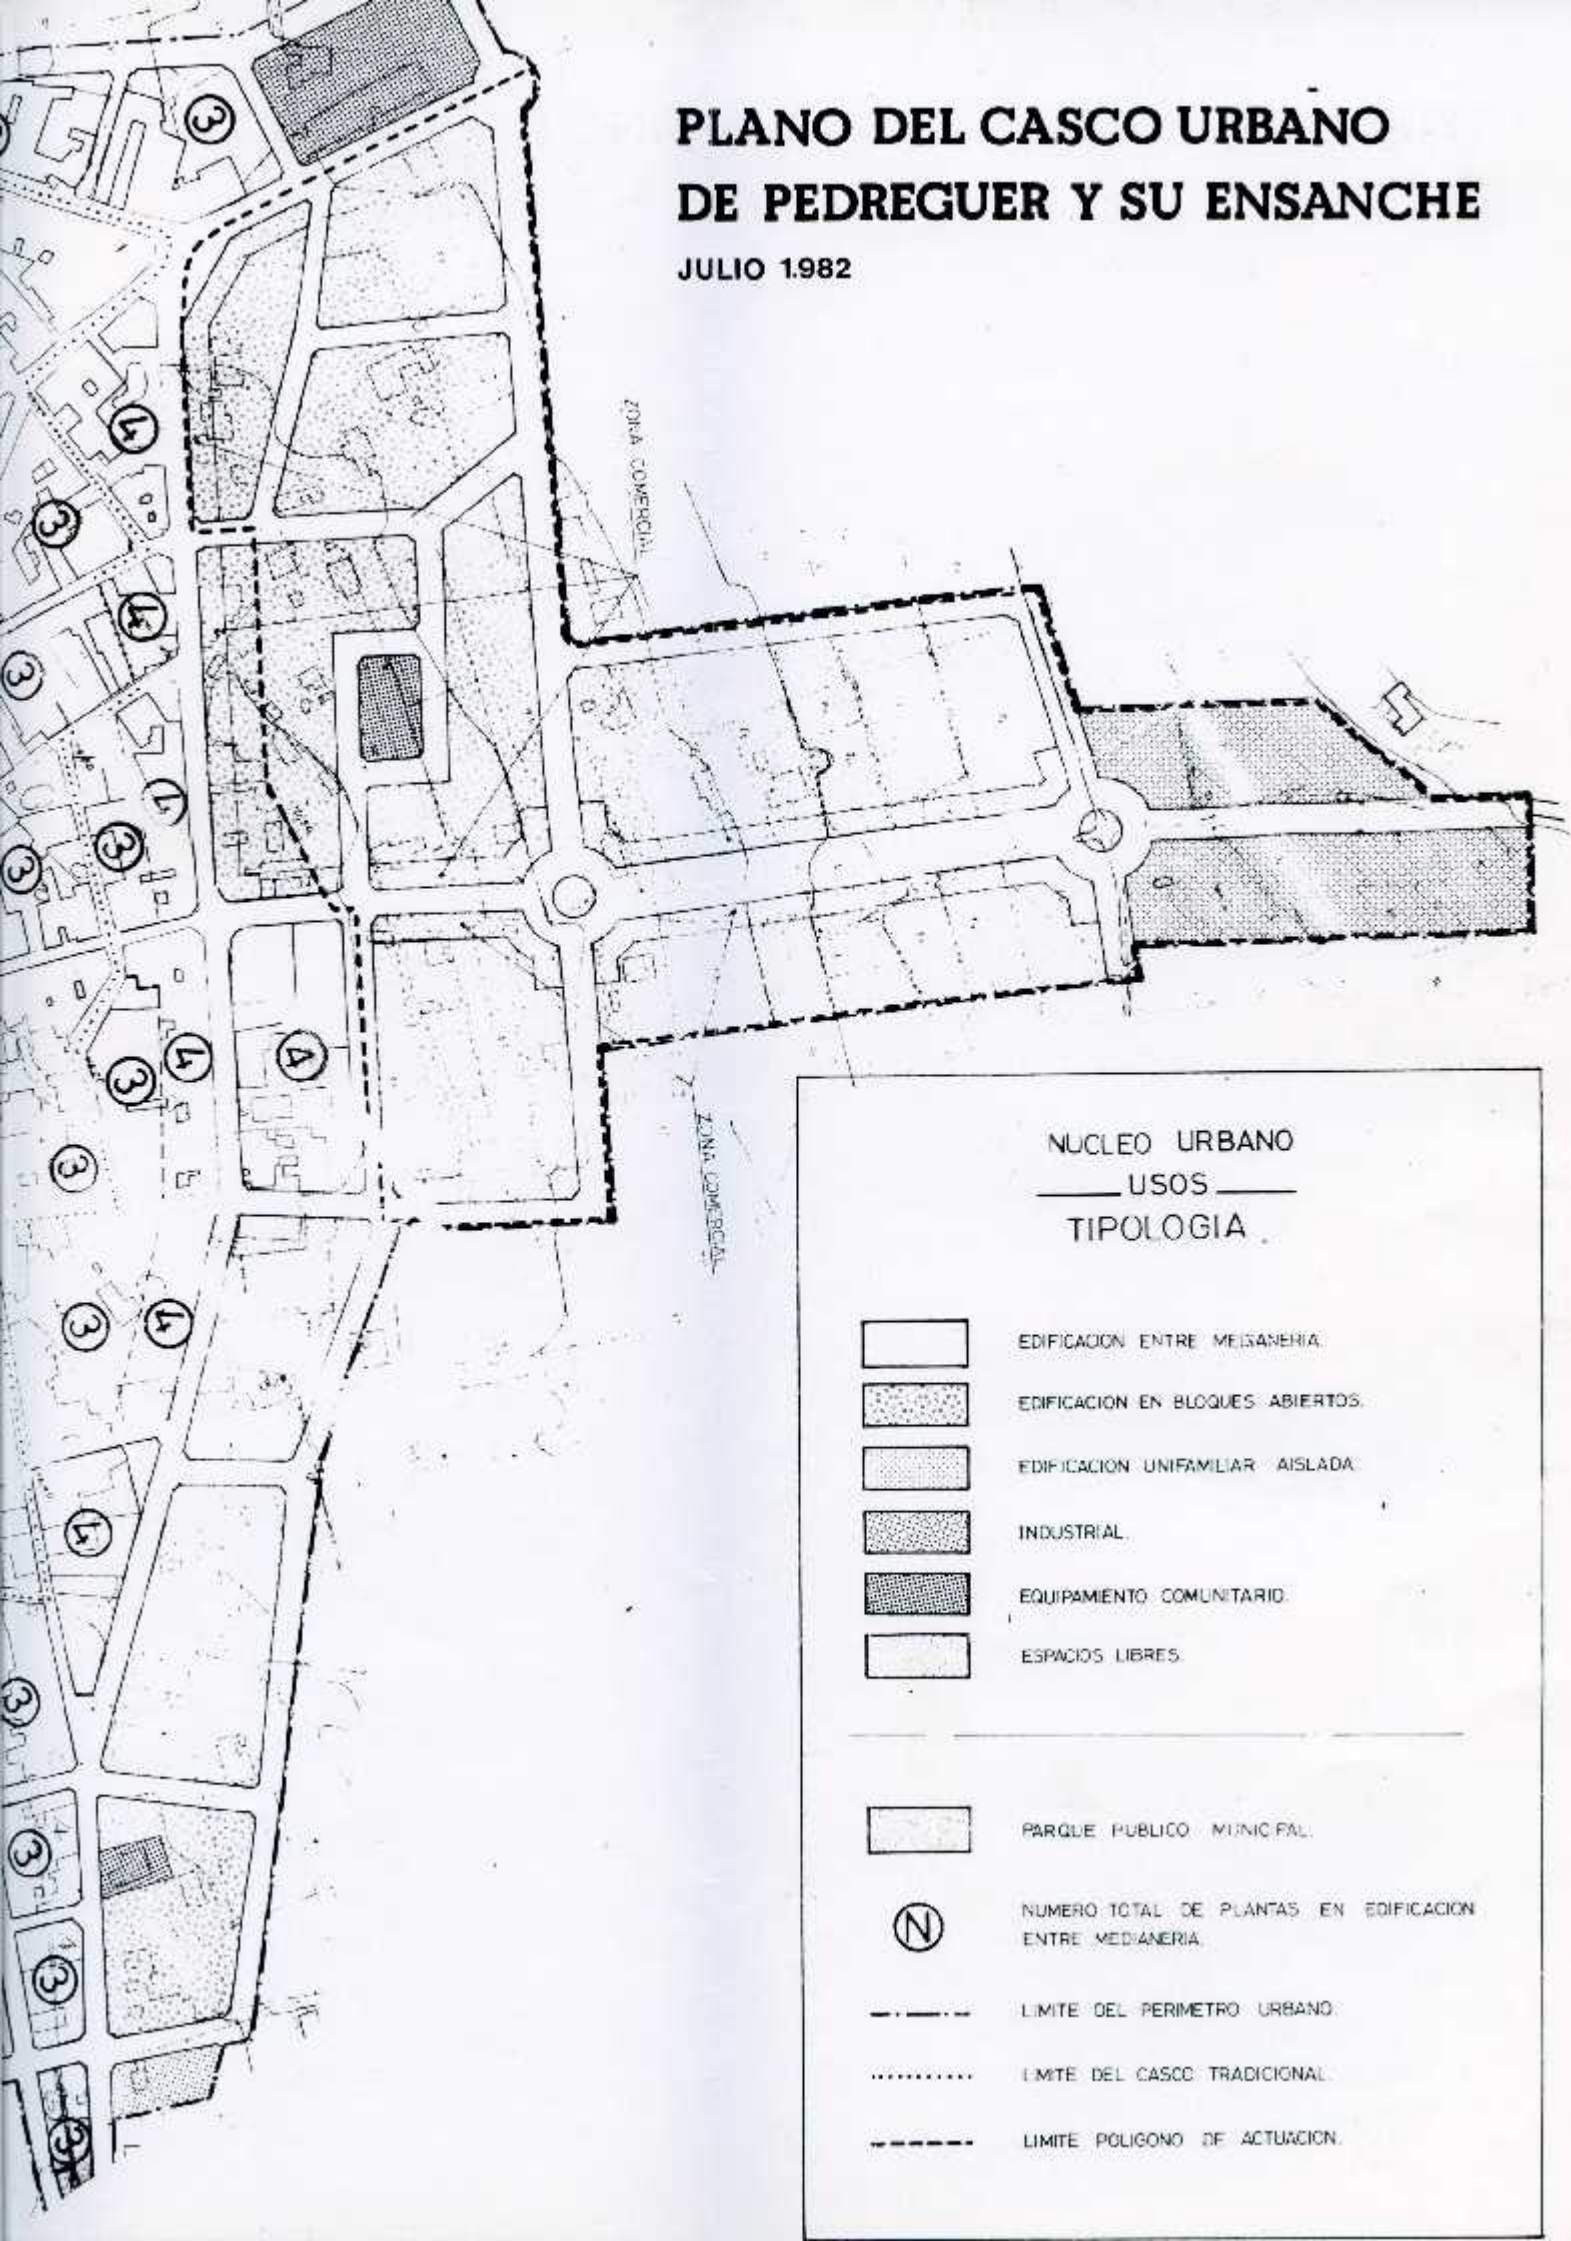 PLANO DEL CASCO URBANO
DE PEDREGUER Y SU ENSANCHE
JULIO 1.982
3
4
3
4
3
4
3
3
ZONA COMERCIAL
4
4
3
3
3
4
4
3
3
3
3
ZONA COMERCIAL
NUCLEO URBANO
USOS
TIPOLOGIA
EDIFICACION ENTRE MEDIANERIA.
EDIFICACION EN BLOQUES ABIERTOS.
EDIFICACION UNIFAMILIAR AISLADA
INDUSTRIAL.
EQUIPAMIENTO COMUNITARIO.
ESPACIOS LIBRES.
PARQUE PUBLICO MUNICIPAL.
N
NUMERO TOTAL DE PLANTAS EN EDIFICACION
ENTRE MEDIANERIA.
LIMITE DEL PERIMETRO URBANO.
LIMITE DEL CASCO TRADICIONAL.
LIMITE POLIGONO DE ACTUACION.